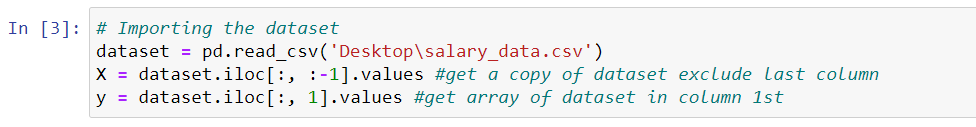 In [3]: # Importing the dataset
dataset = pd.read_csv('Desktop\salary_data.csv')
X = dataset.iloc[:, :-1].values #get a copy of dataset exclude last column
y = dataset.iloc[:, 1].values #get array of dataset in column 1st